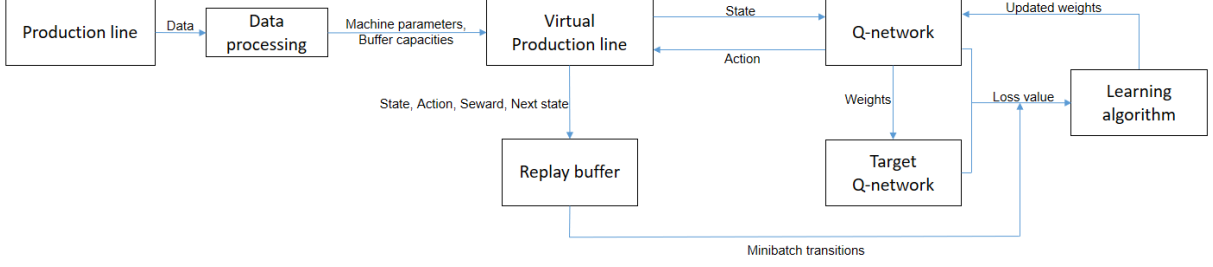 Production line
Data
Data
processing
Machine parameters,
Buffer capacities
Virtual
Production line
State
Action
Q-network
Updated weights
State, Action, Seward, Next state
Weights
Loss value
Learning
algorithm
Replay buffer
Target
Q-network
Minibatch transitions